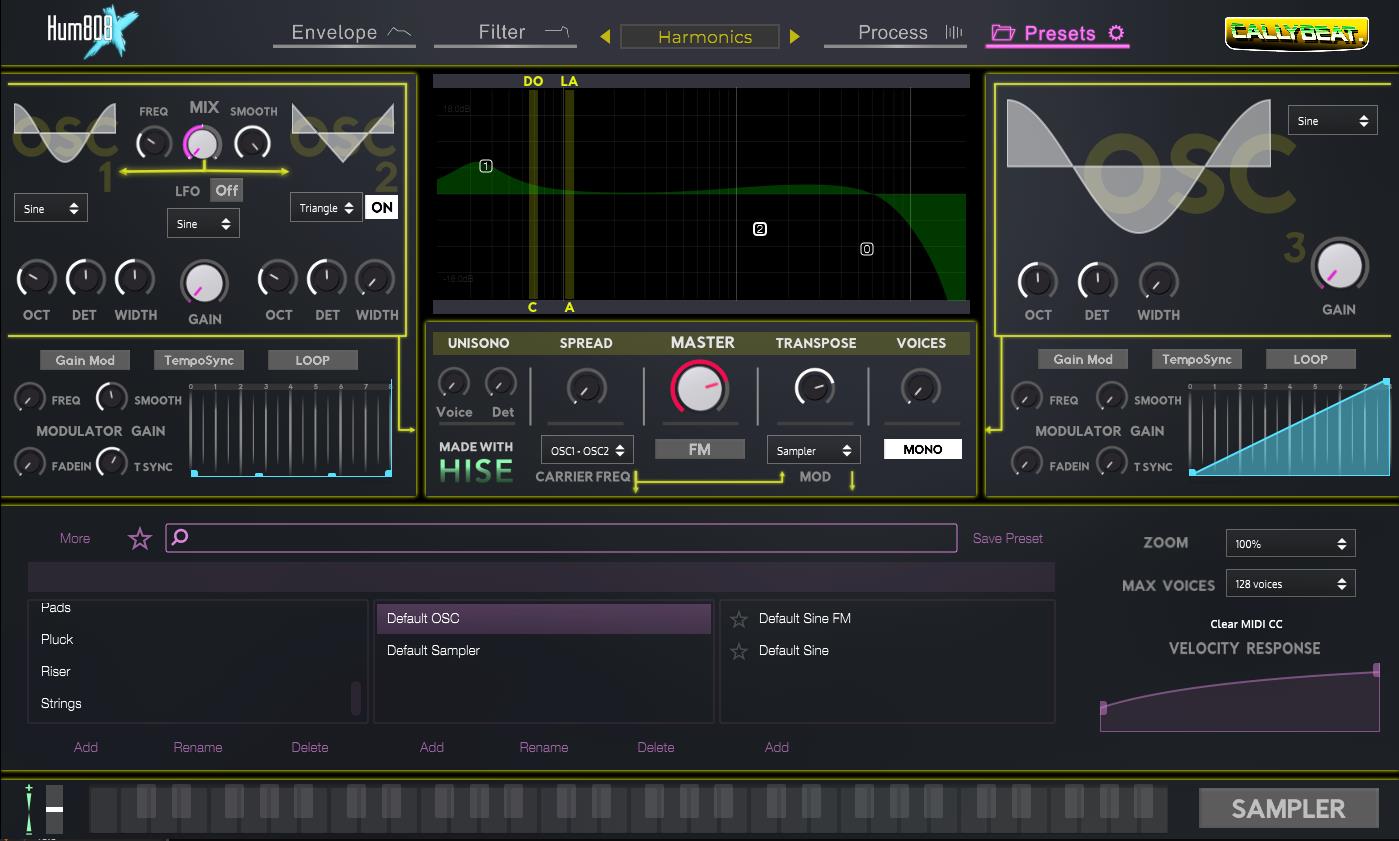 Hum808 X
Envelope
Filter
Harmonics
Process
Presets
CALLYBEAT.
OSC 1
FREQ
MIX
SMOOTH
OSC 2
LFO
Off
Sine
Sine
Triangle
ON
OCT
DET
WIDTH
GAIN
OCT
DET
WIDTH
DO
LA
18.0dB
1
2
0
-18.0dB
C
A
OSC 3
Sine
OCT
DET
WIDTH
GAIN
Gain Mod
TempoSync
LOOP
FREQ
SMOOTH
MODULATOR GAIN
FADEIN
T SYNC
0 1 2 3 4 5 6 7 8
UNISONO
SPREAD
MASTER
TRANSPOSE
VOICES
Voice
Det
MADE WITH
HISE
OSC1 - OSC2
CARRIER FREQ
FM
Sampler
MOD
MONO
Gain Mod
TempoSync
LOOP
FREQ
SMOOTH
MODULATOR GAIN
FADEIN
T SYNC
0 1 2 3 4 5 6 7
More
Save Preset
Pads
Pluck
Riser
Strings
Default OSC
Default Sampler
Default Sine FM
Default Sine
Add
Rename
Delete
Add
Rename
Delete
Add
ZOOM
100%
MAX VOICES
128 voices
Clear MIDI CC
VELOCITY RESPONSE
SAMPLER